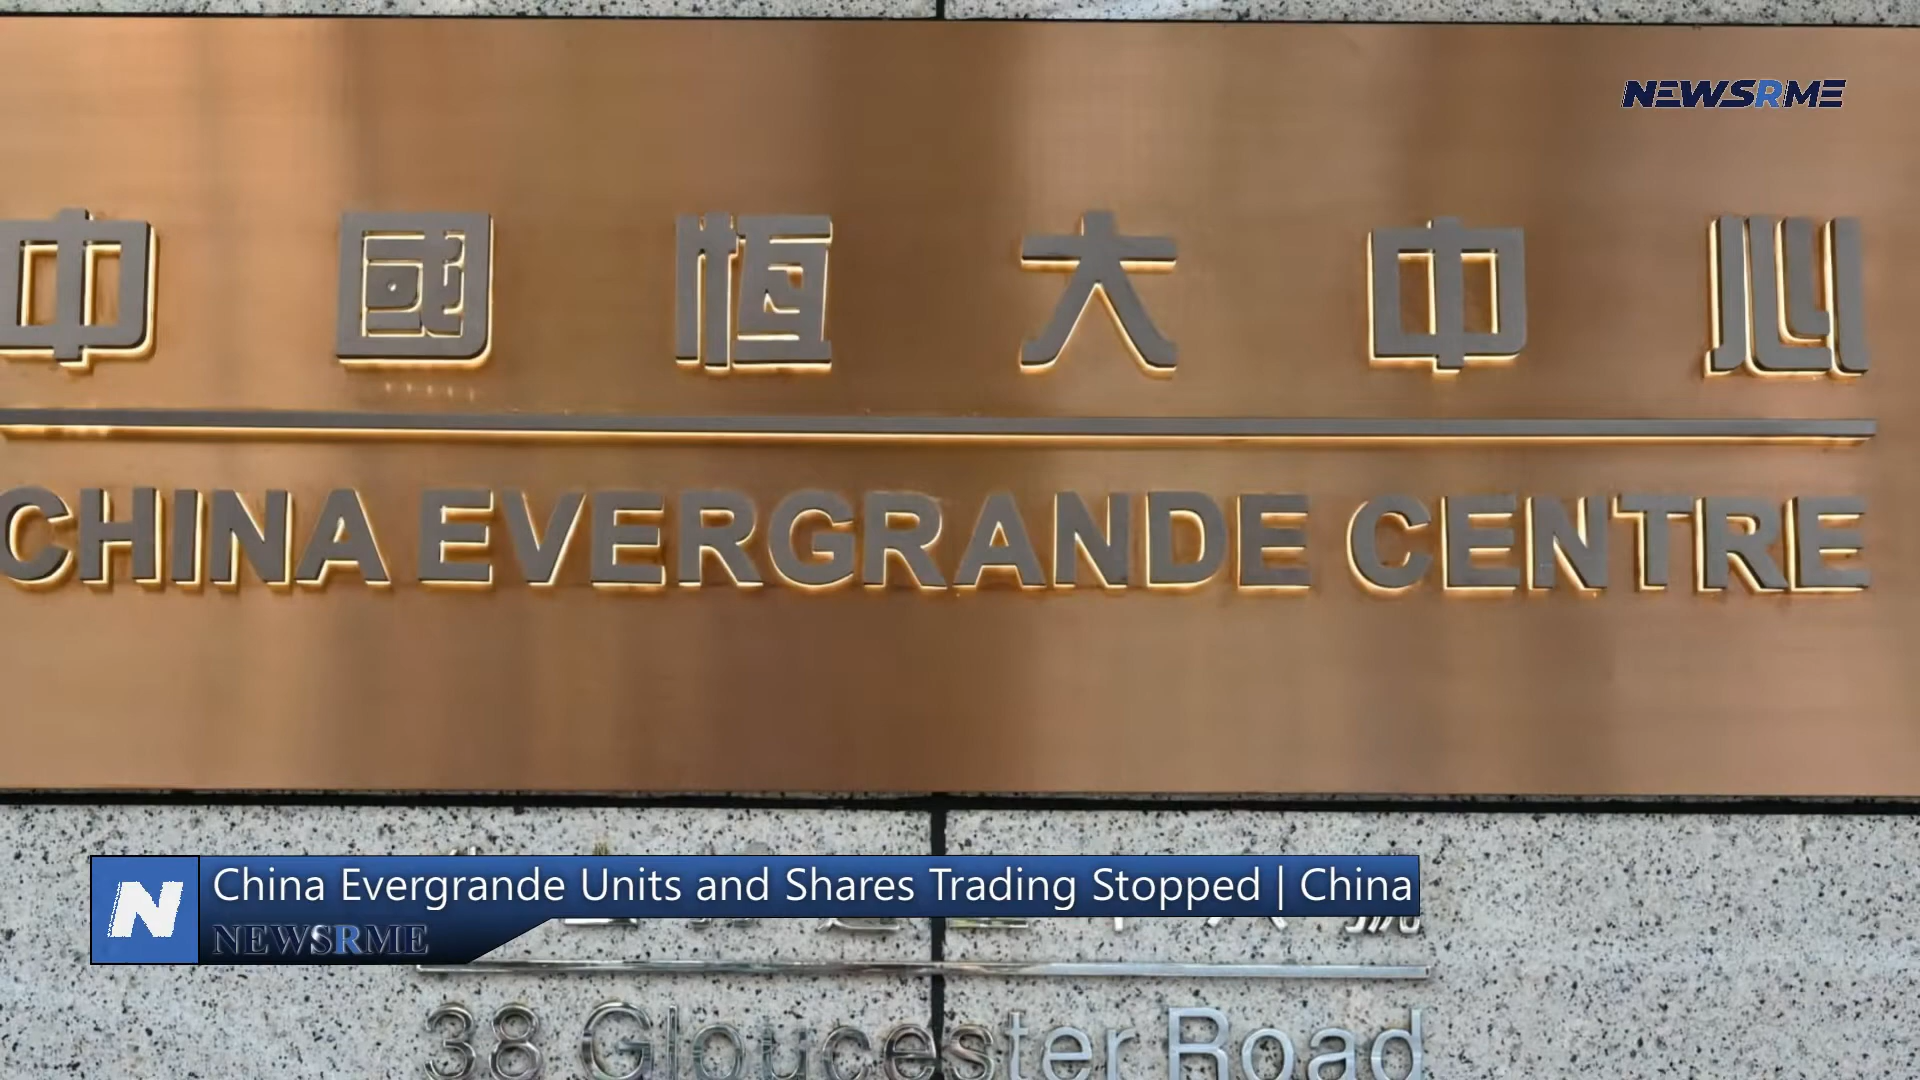 NEWSRME
中國恆大中心
CHINA EVERGRANDE CENTRE
China Evergrande Units and Shares Trading Stopped | China
N
NEWSRME
38 Gloucester Road